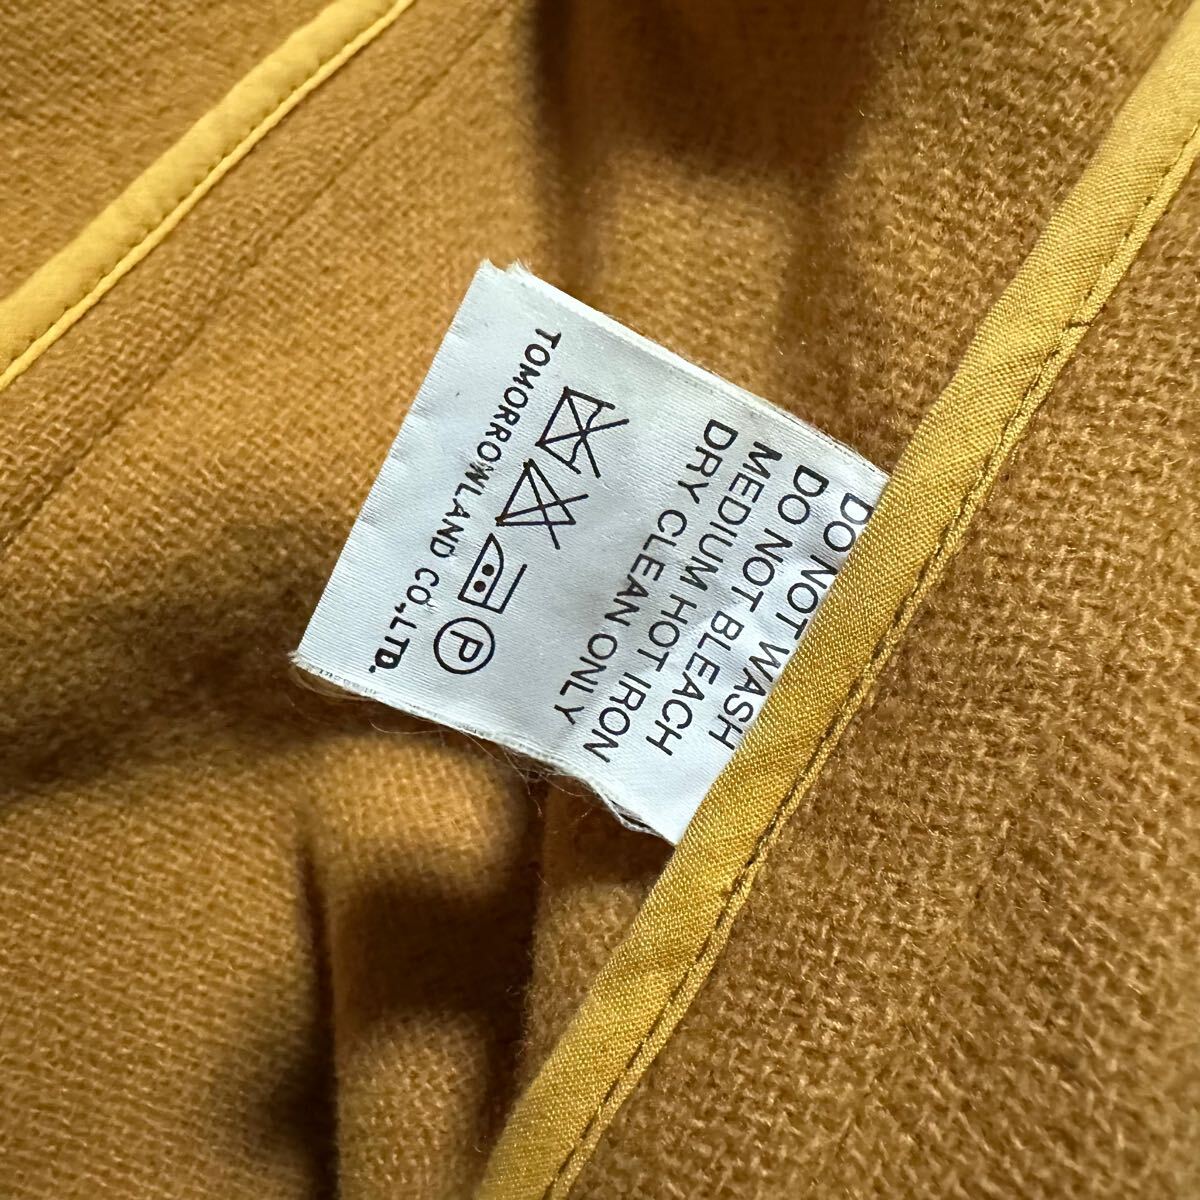 DO NOT WASH
DO NOT BLEACH
MEDIUM HOT IRON
DRY CLEAN ONLY
P
TOMORROWLAND CO.,LTD.